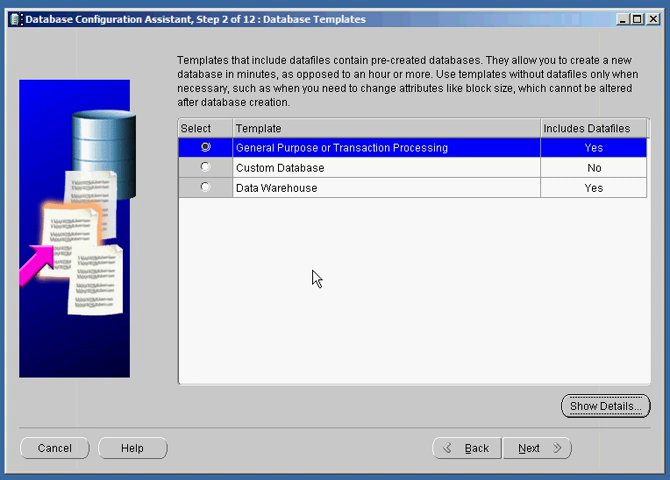 Database Configuration Assistant, Step 2 of 12 : Database Templates
Templates that include datafiles contain pre-created databases. They allow you to create a new
database in minutes, as opposed to an hour or more. Use templates without datafiles only when
necessary, such as when you need to change attributes like block size, which cannot be altered
after database creation.
Select Template Includes Datafiles
General Purpose or Transaction Processing Yes
Custom Database No
Data Warehouse Yes
Show Details...
Cancel Help Back Next